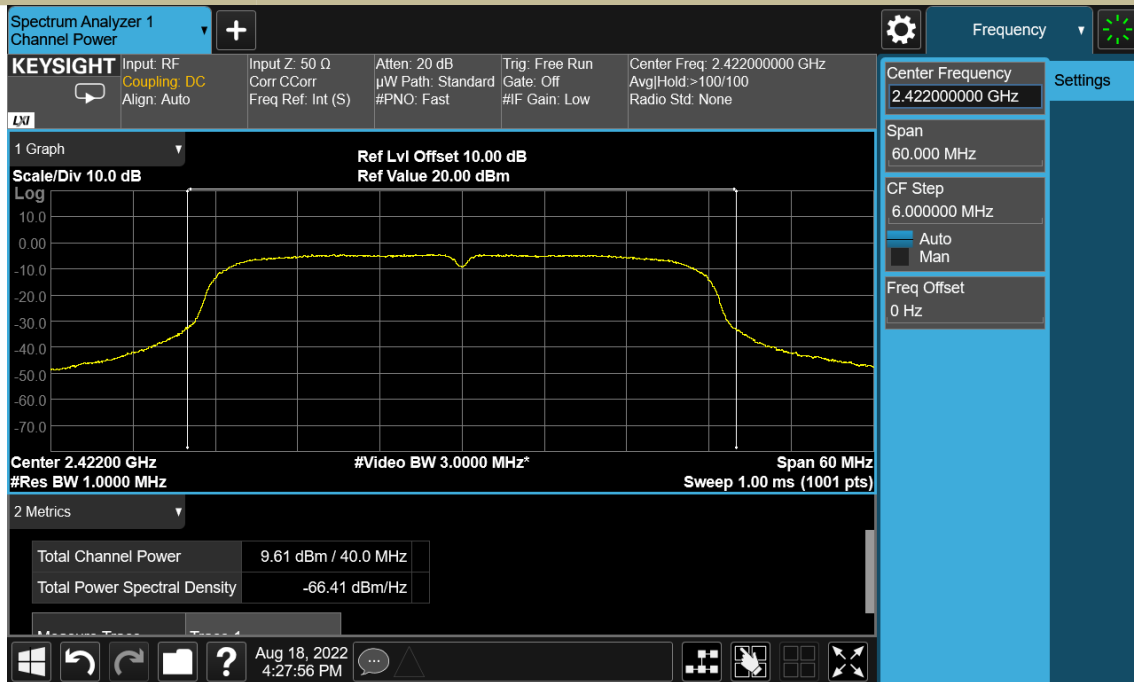 Spectrum Analyzer 1
Channel Power
Frequency
KEYSIGHT
LXI
Input: RF
Coupling: DC
Align: Auto
Input Z: 50 Ω
Corr CCorr
Freq Ref: Int (S)
Atten: 20 dB
µW Path: Standard
#PNO: Fast
Trig: Free Run
Gate: Off
#IF Gain: Low
Center Freq: 2.422000000 GHz
Avg|Hold:>100/100
Radio Std: None
Center Frequency
2.422000000 GHz
Settings
Span
60.000 MHz
CF Step
6.000000 MHz
Auto
Man
Freq Offset
0 Hz
1 Graph
Scale/Div 10.0 dB
Ref Lvl Offset 10.00 dB
Ref Value 20.00 dBm
Log
10.0
0.00
-10.0
-20.0
-30.0
-40.0
-50.0
-60.0
-70.0
Center 2.42200 GHz
#Video BW 3.0000 MHz*
Span 60 MHz
#Res BW 1.0000 MHz
Sweep 1.00 ms (1001 pts)
2 Metrics
Total Channel Power 9.61 dBm / 40.0 MHz
Total Power Spectral Density -66.41 dBm/Hz
Measure Trace Trace 1
?
Aug 18, 2022
4:27:56 PM